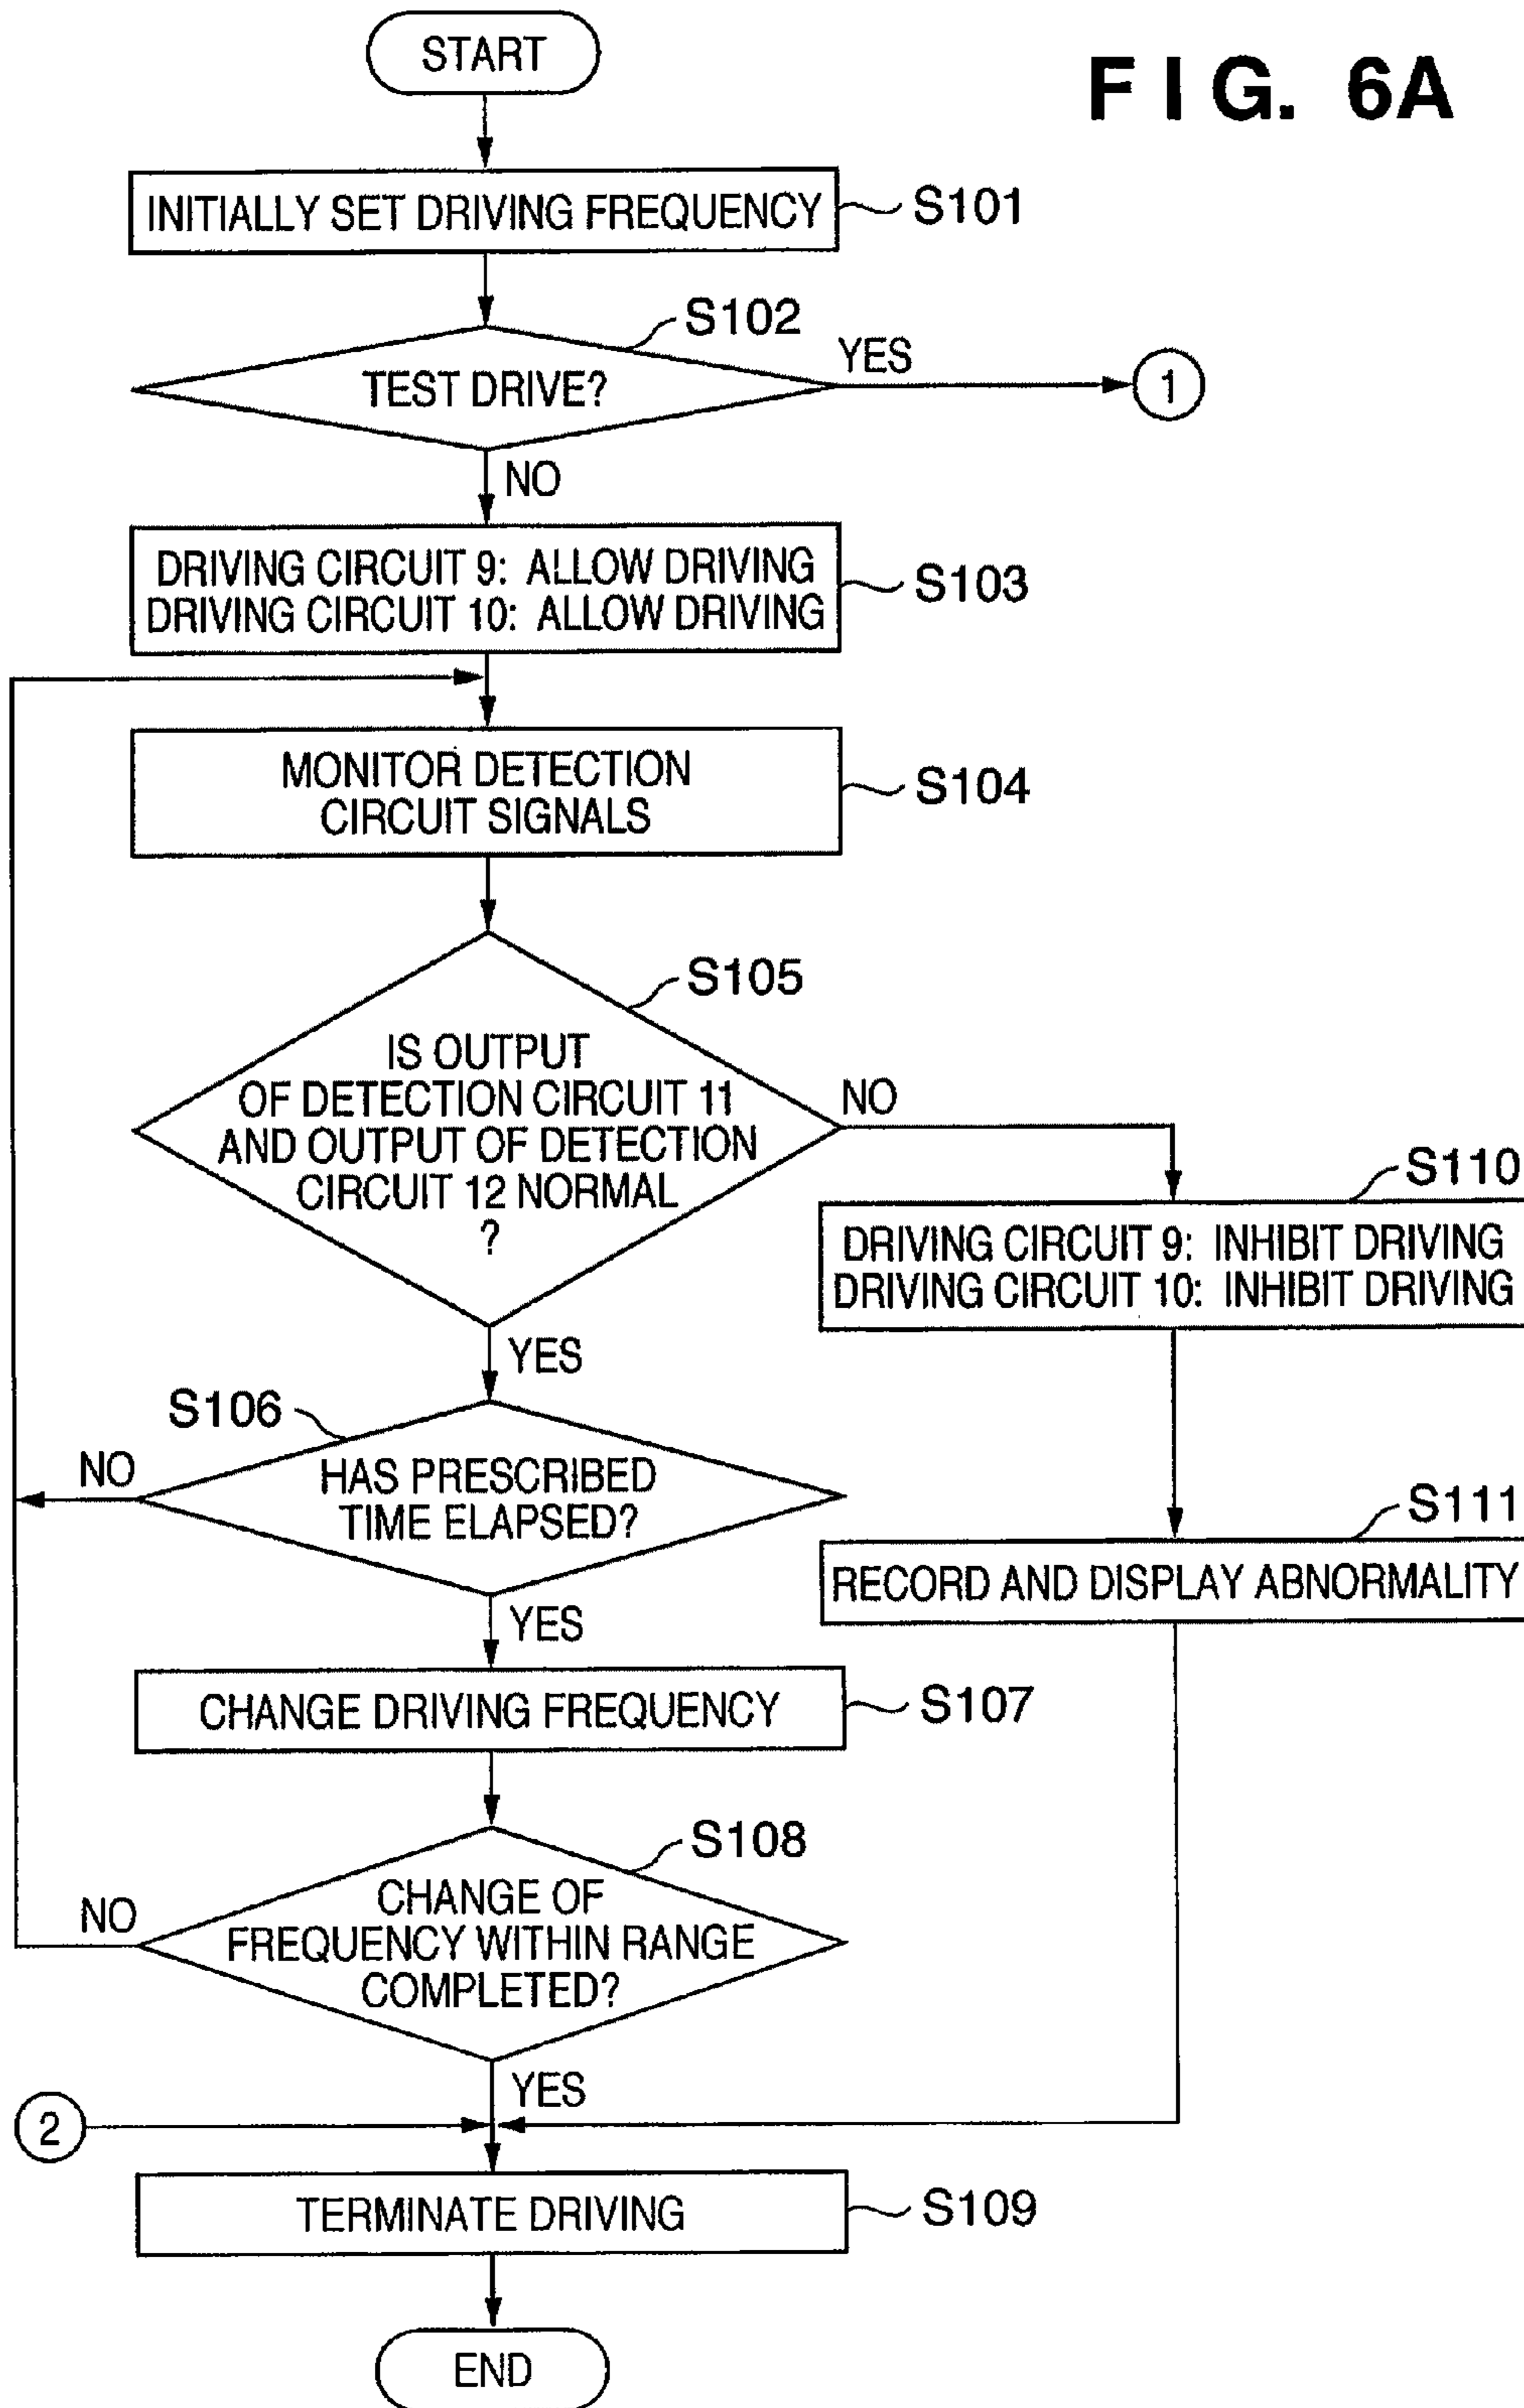 FIG. 6A
START
INITIALLY SET DRIVING FREQUENCY
S101
S102
TEST DRIVE?
YES
1
NO
DRIVING CIRCUIT 9: ALLOW DRIVING
DRIVING CIRCUIT 10: ALLOW DRIVING
S103
MONITOR DETECTION
CIRCUIT SIGNALS
S104
S105
IS OUTPUT
OF DETECTION CIRCUIT 11
AND OUTPUT OF DETECTION
CIRCUIT 12 NORMAL
?
NO
S110
DRIVING CIRCUIT 9: INHIBIT DRIVING
DRIVING CIRCUIT 10: INHIBIT DRIVING
YES
S106
NO
HAS PRESCRIBED
TIME ELAPSED?
S111
RECORD AND DISPLAY ABNORMALITY
YES
CHANGE DRIVING FREQUENCY
S107
S108
NO
CHANGE OF
FREQUENCY WITHIN RANGE
COMPLETED?
YES
2
TERMINATE DRIVING
S109
END